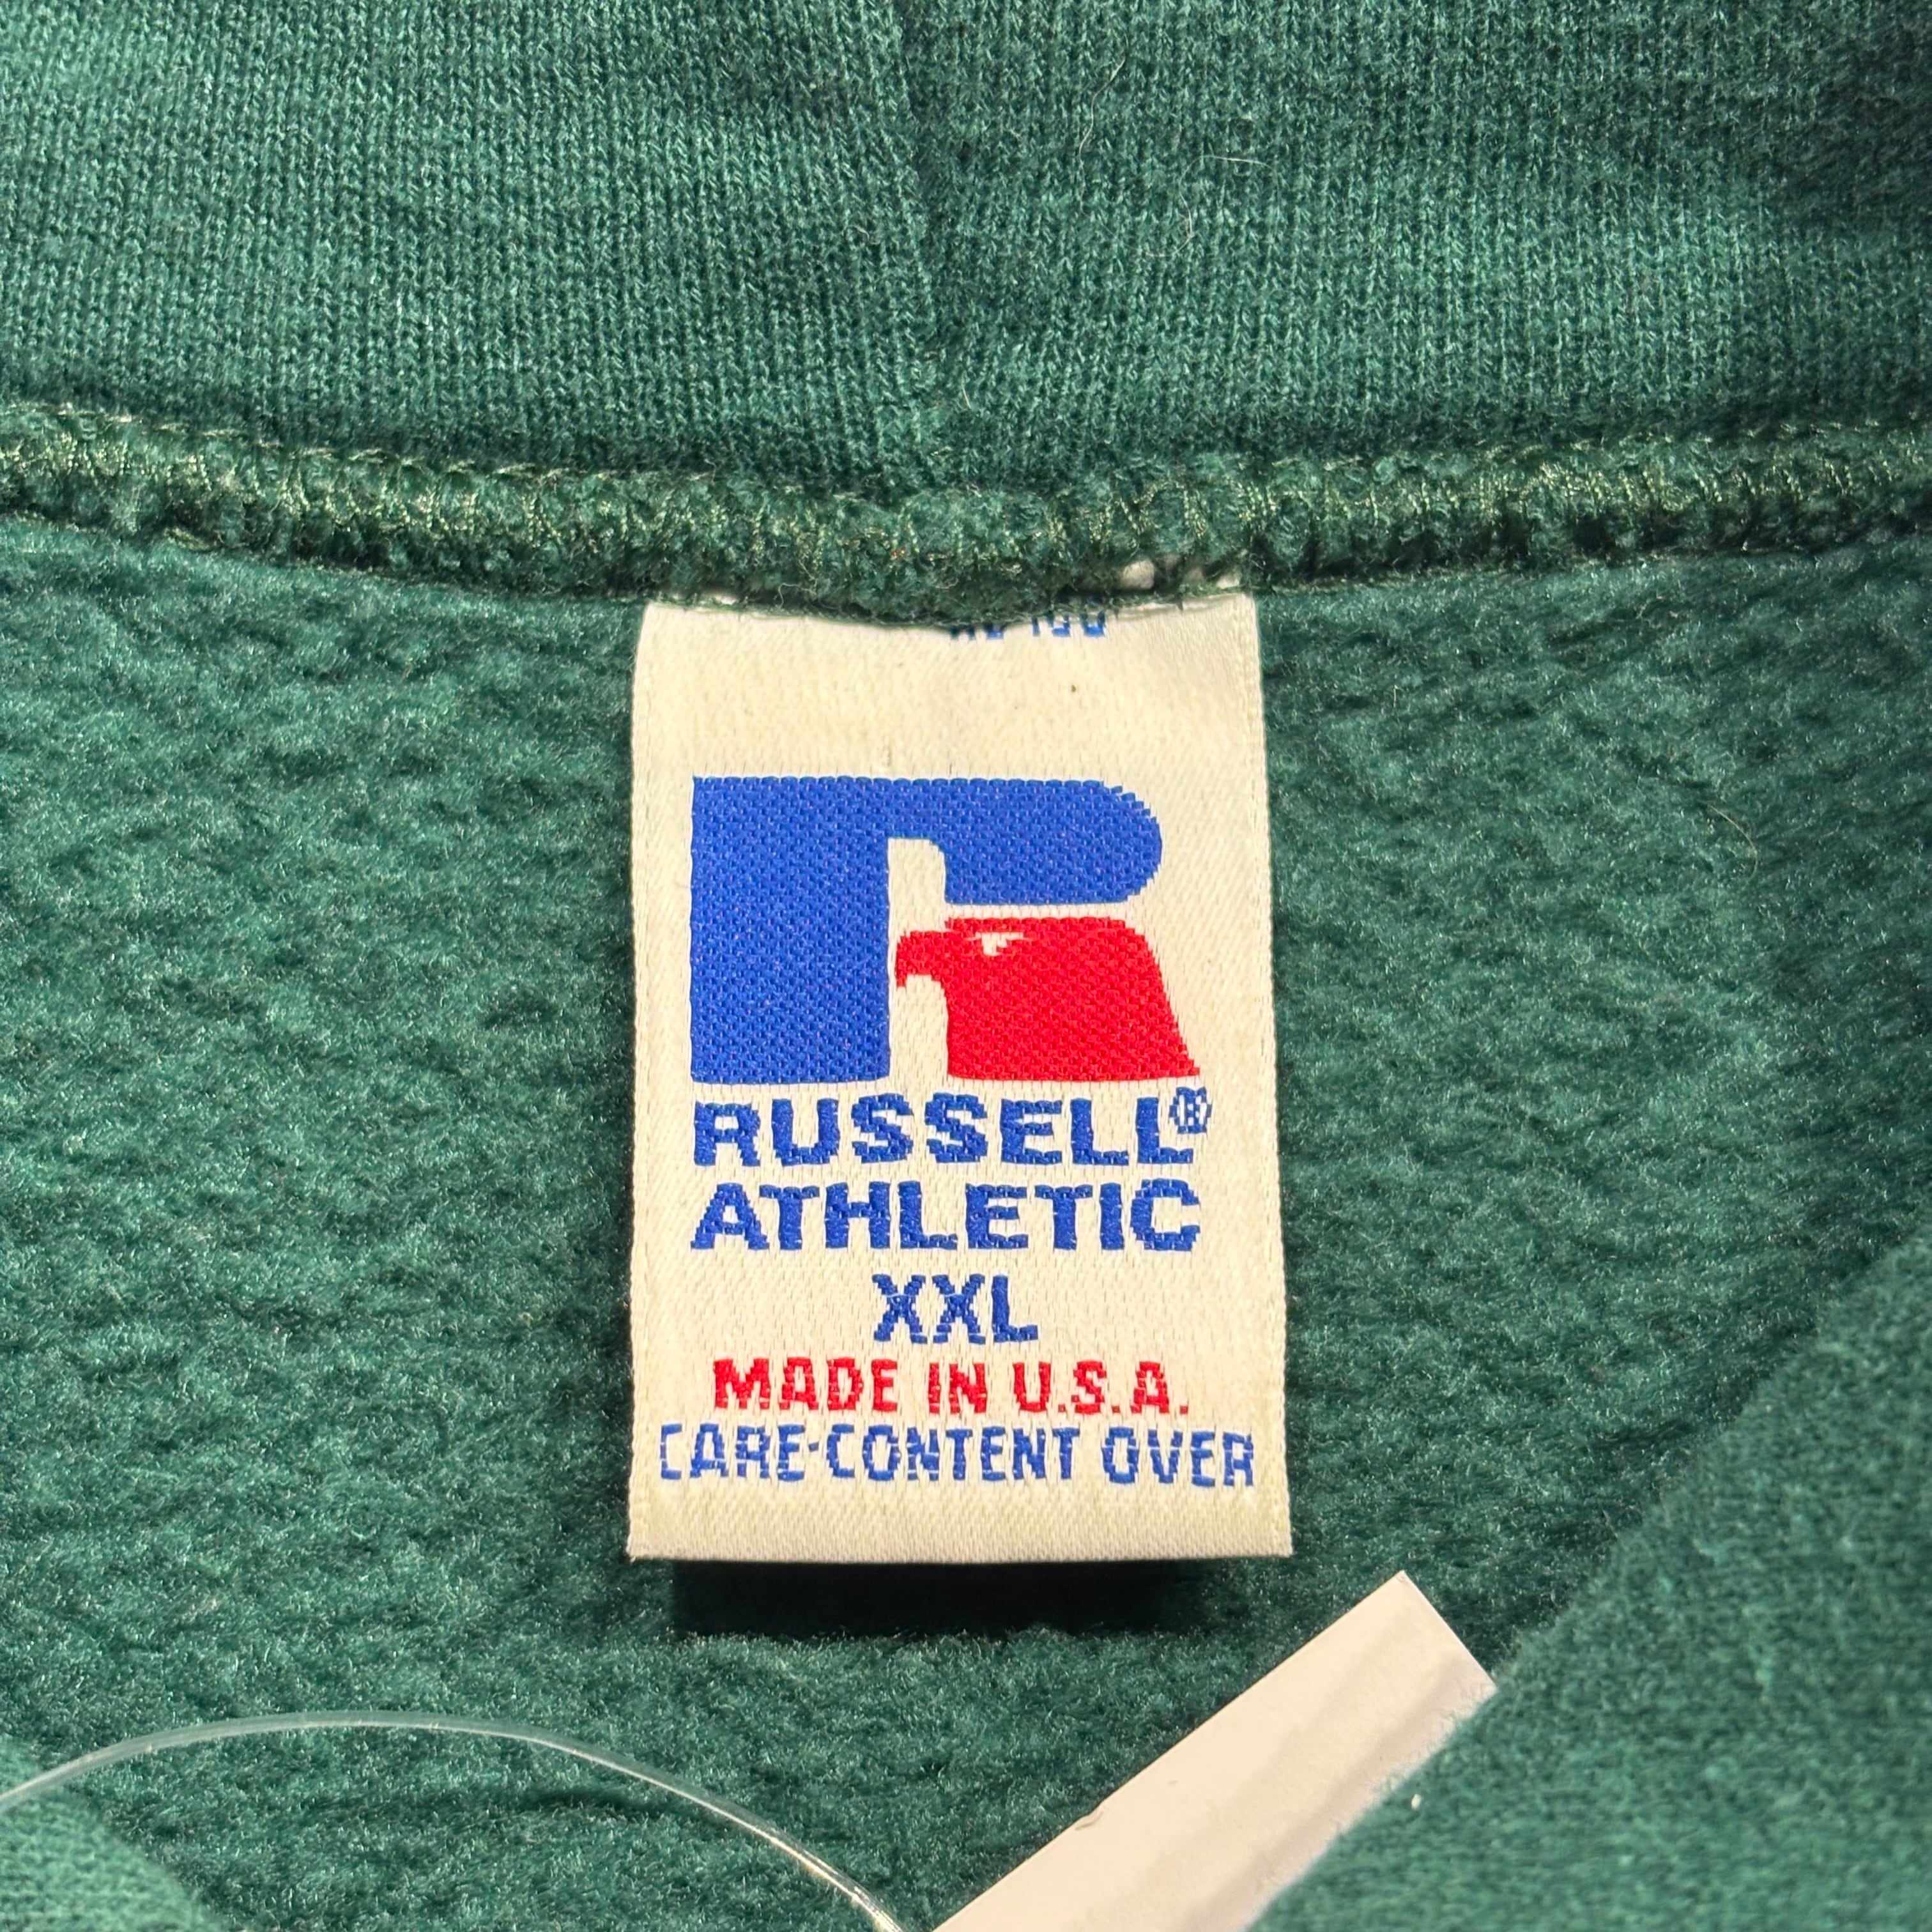 RUSSELL®
ATHLETIC
XXL
MADE IN U.S.A.
CARE·CONTENT OVER